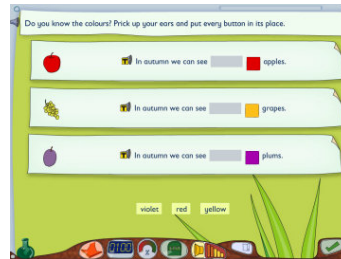 Do you know the colours? Prick up your ears and put every button in its place.
In autumn we can see apples.
In autumn we can see grapes.
In autumn we can see plums.
violet red yellow
0100